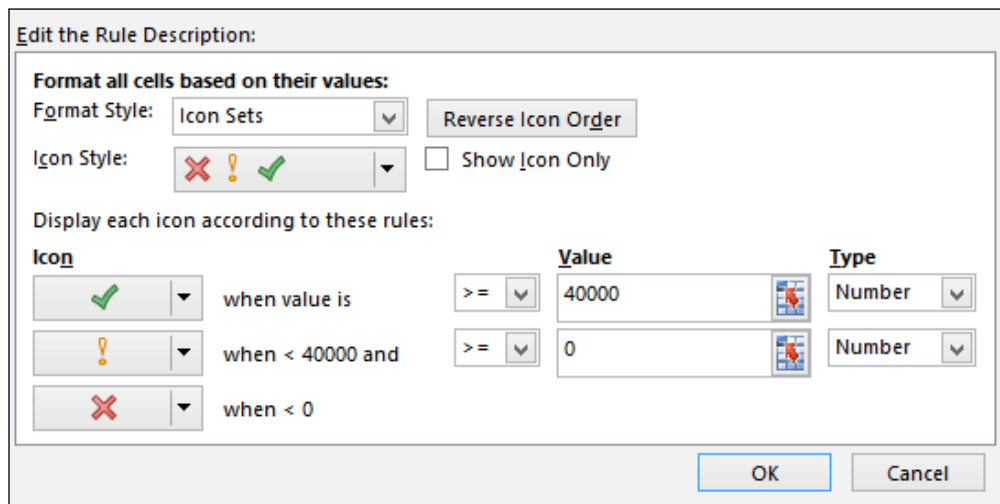 Edit the Rule Description:
Format all cells based on their values:
Format Style: Icon Sets Reverse Icon Order
Icon Style: Show Icon Only
Display each icon according to these rules:
Icon Value Type
when value is >= 40000 Number
when < 40000 and >= 0 Number
when < 0
OK Cancel